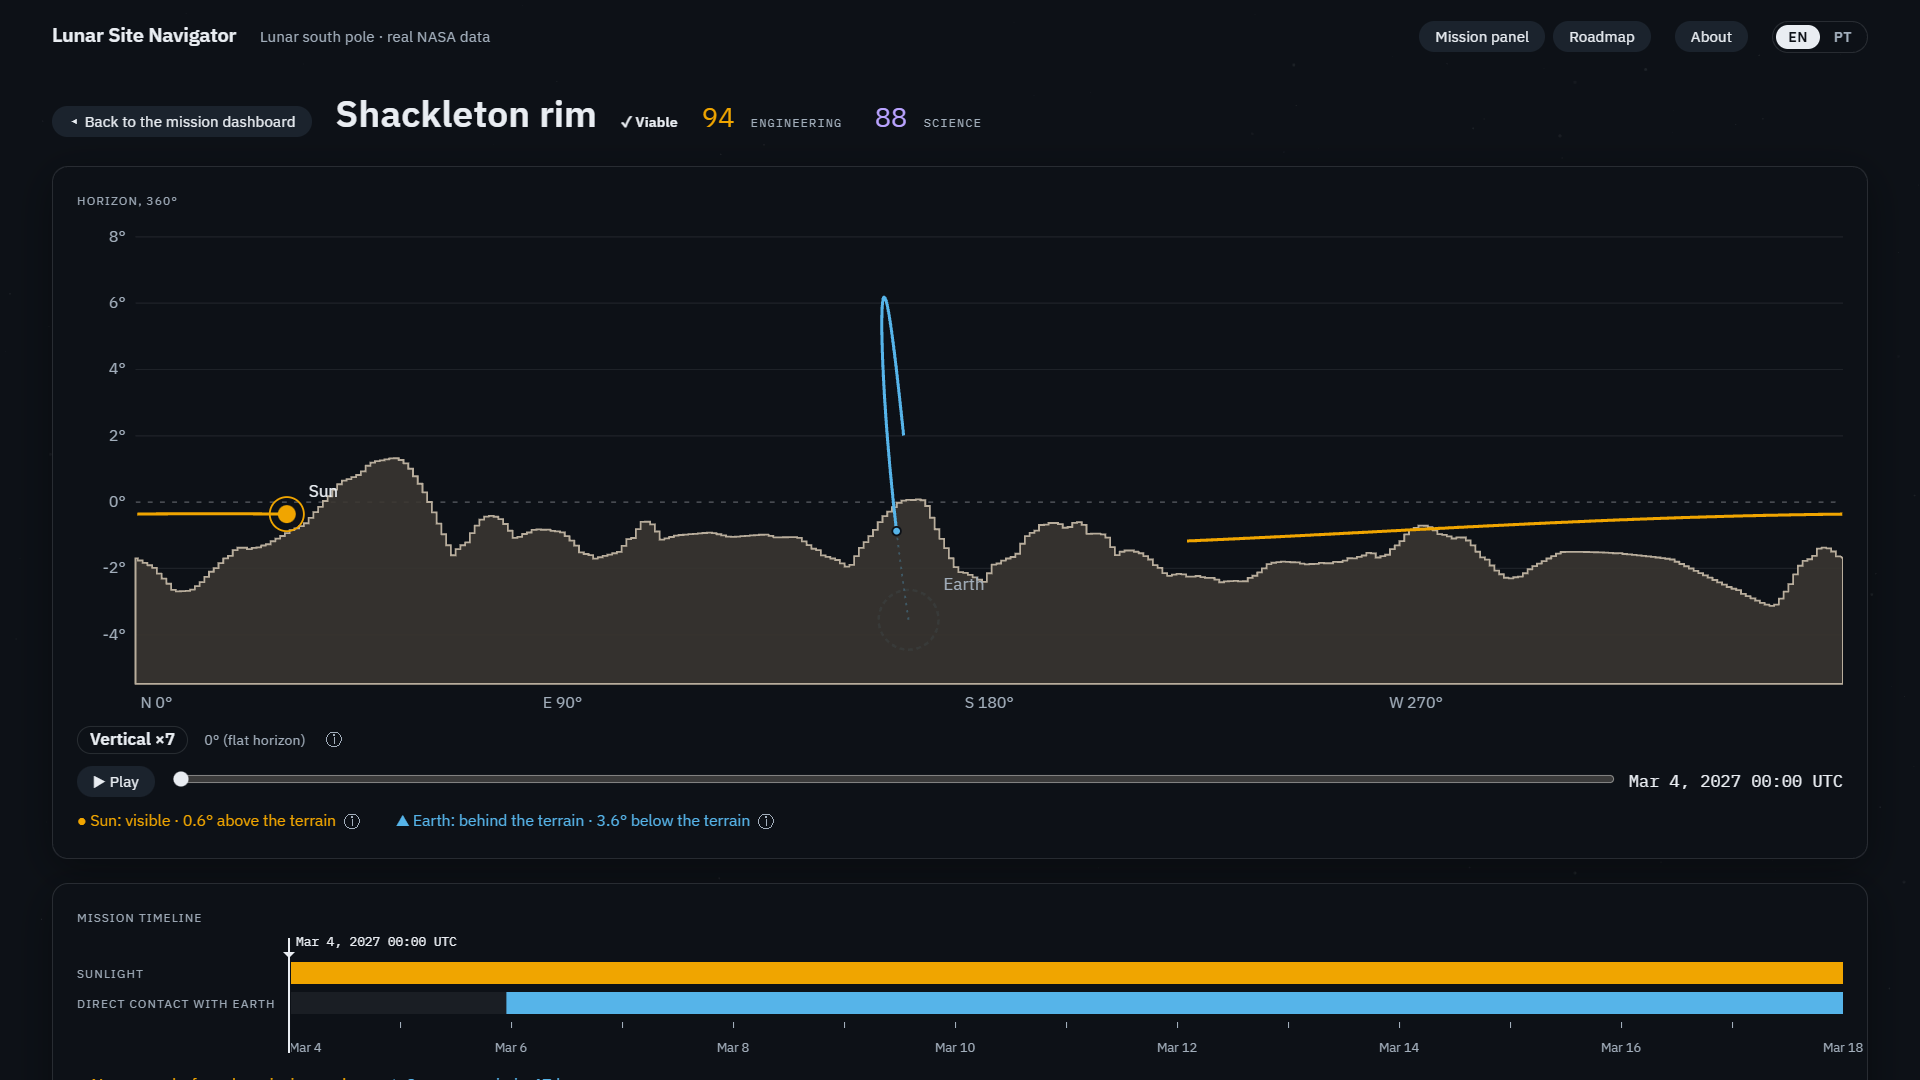 Lunar Site Navigator Lunar south pole · real NASA data Mission panel Roadmap About EN PT
◂ Back to the mission dashboard Shackleton rim ✓ Viable 94 ENGINEERING 88 SCIENCE
HORIZON, 360°
8°
6°
4°
2°
Sun
0°
-2°
Earth
-4°
N 0° E 90° S 180° W 270°
Vertical ×7 0° (flat horizon) ⓘ
▶ Play Mar 4, 2027 00:00 UTC
● Sun: visible · 0.6° above the terrain ⓘ ▲ Earth: behind the terrain · 3.6° below the terrain ⓘ
MISSION TIMELINE
Mar 4, 2027 00:00 UTC
SUNLIGHT
DIRECT CONTACT WITH EARTH
Mar 4 Mar 6 Mar 8 Mar 10 Mar 12 Mar 14 Mar 16 Mar 18